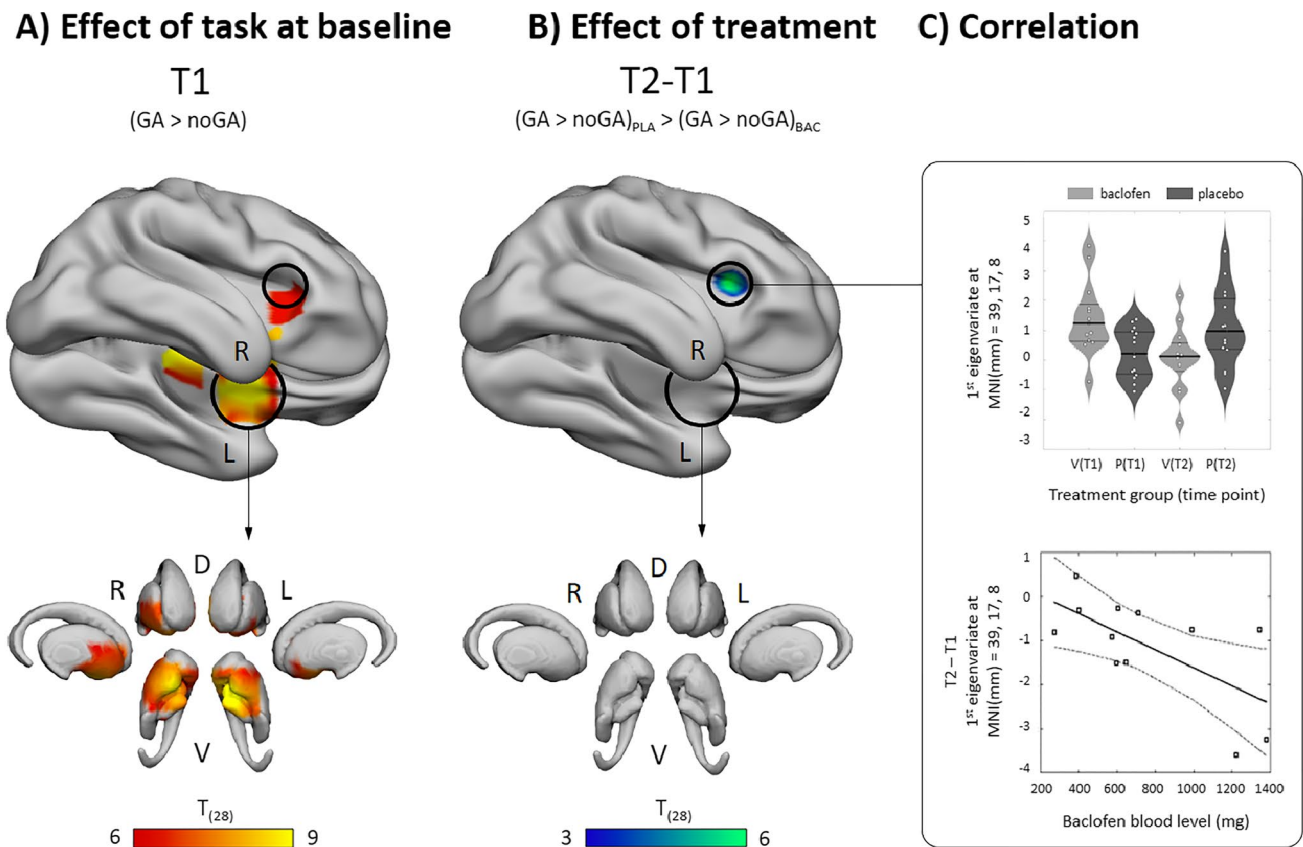 A) Effect of task at baseline
T1
(GA > noGA)
R
L
R
D
L
V
T(28)
6
9
B) Effect of treatment
T2-T1
(GA > noGA)PLA > (GA > noGA)BAC
R
L
R
D
L
V
T(28)
3
6
C) Correlation
baclofen
placebo
1st eigenvariate at
MNI(mm) = 39, 17, 8
5
4
3
2
1
0
-1
-2
-3
V(T1)
P(T1)
V(T2)
P(T2)
Treatment group (time point)
T2 – T1
1st eigenvariate at
MNI(mm) = 39, 17, 8
1
0
-1
-2
-3
-4
200
400
600
800
1000
1200
1400
Baclofen blood level (mg)